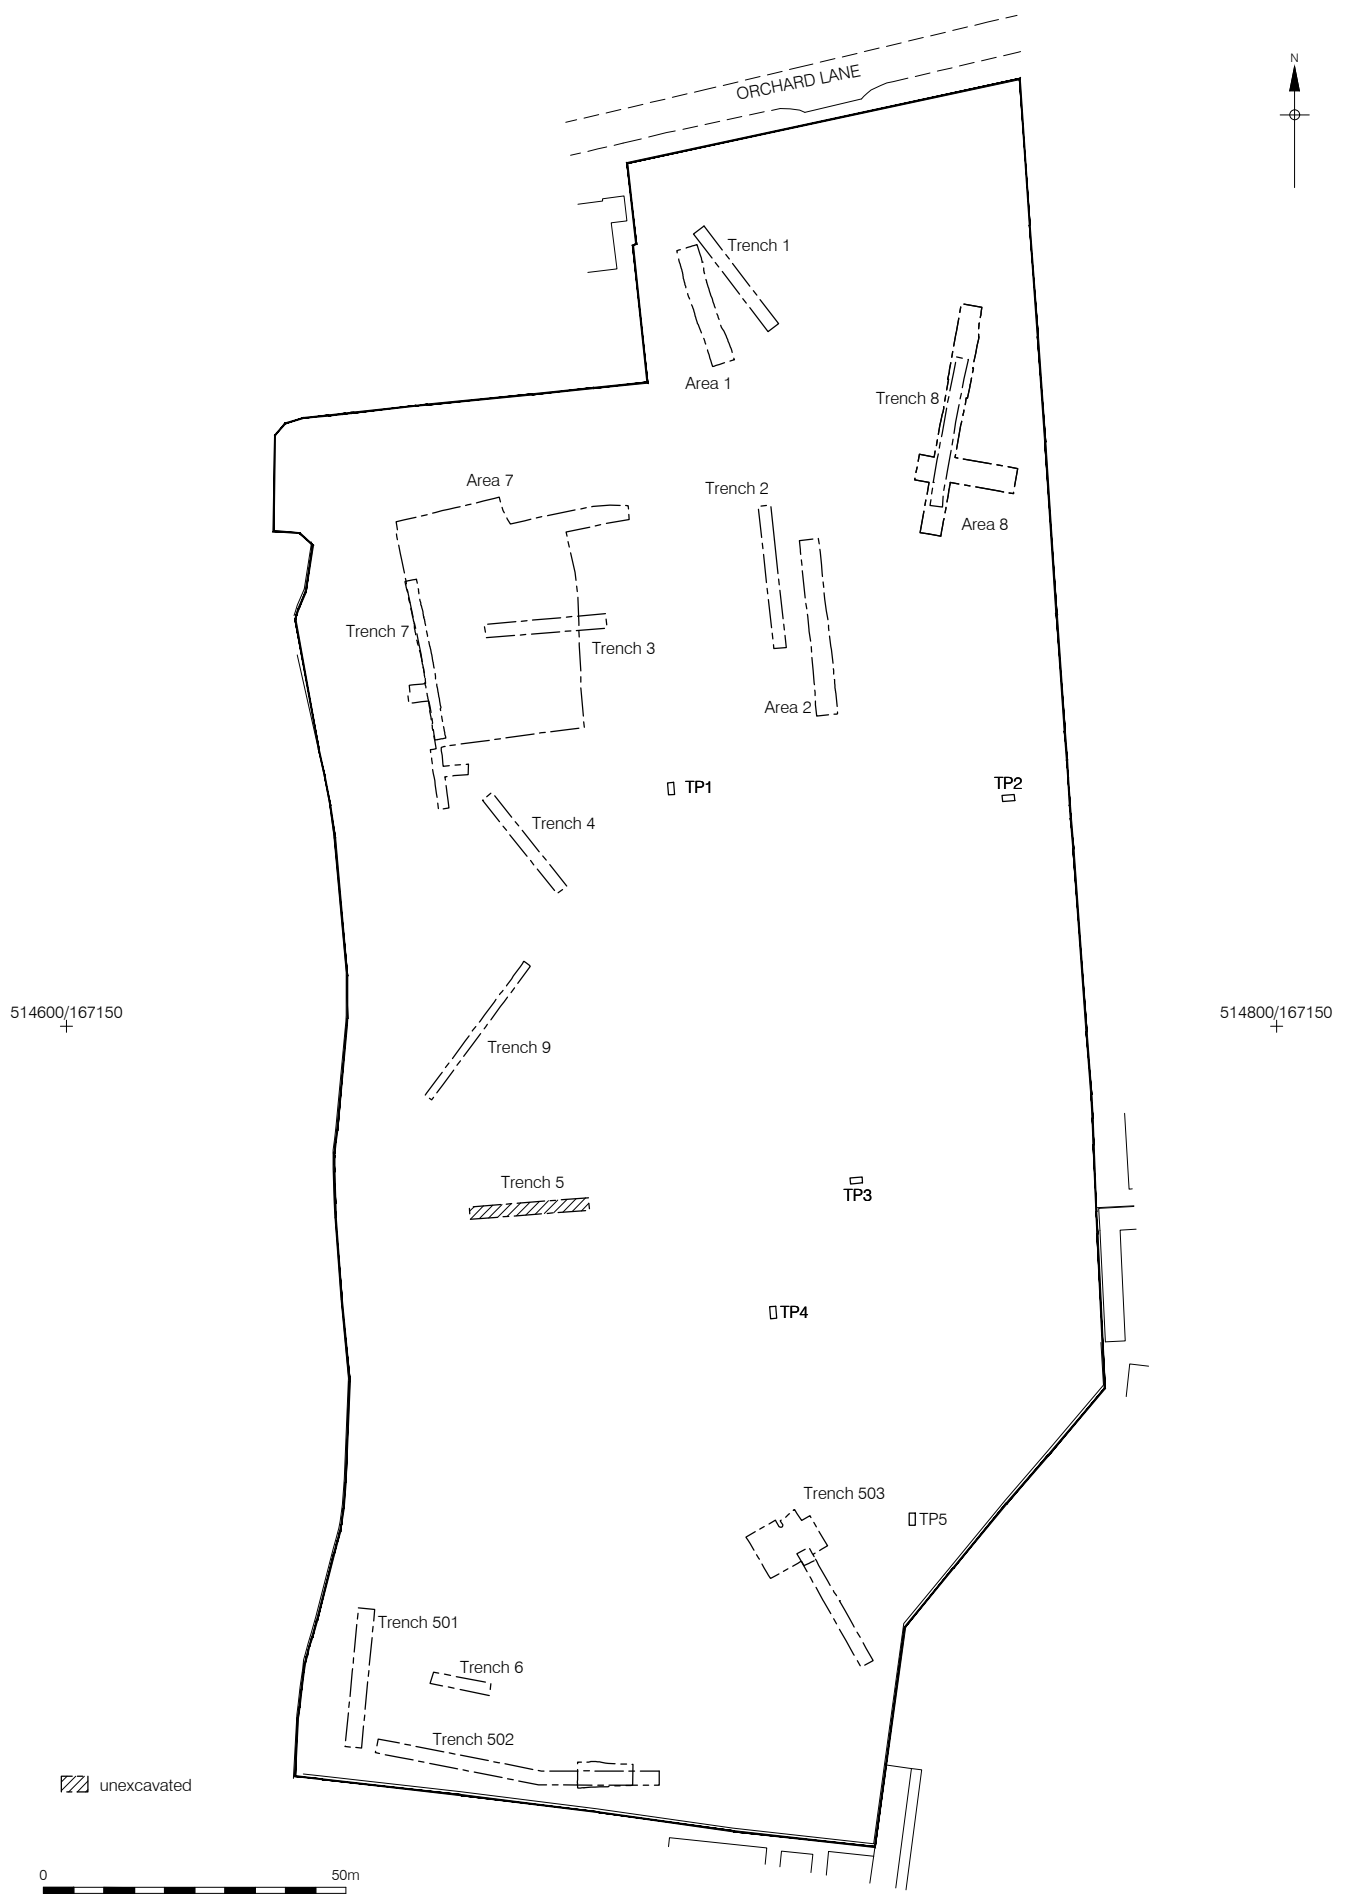 N
ORCHARD LANE
Trench 1
Area 1
Trench 8
Area 7
Trench 2
Area 8
Trench 7
Trench 3
Area 2
TP1
TP2
Trench 4
514600/167150
514800/167150
Trench 9
Trench 5
TP3
TP4
Trench 503
TP5
Trench 501
Trench 6
Trench 502
unexcavated
0 50m